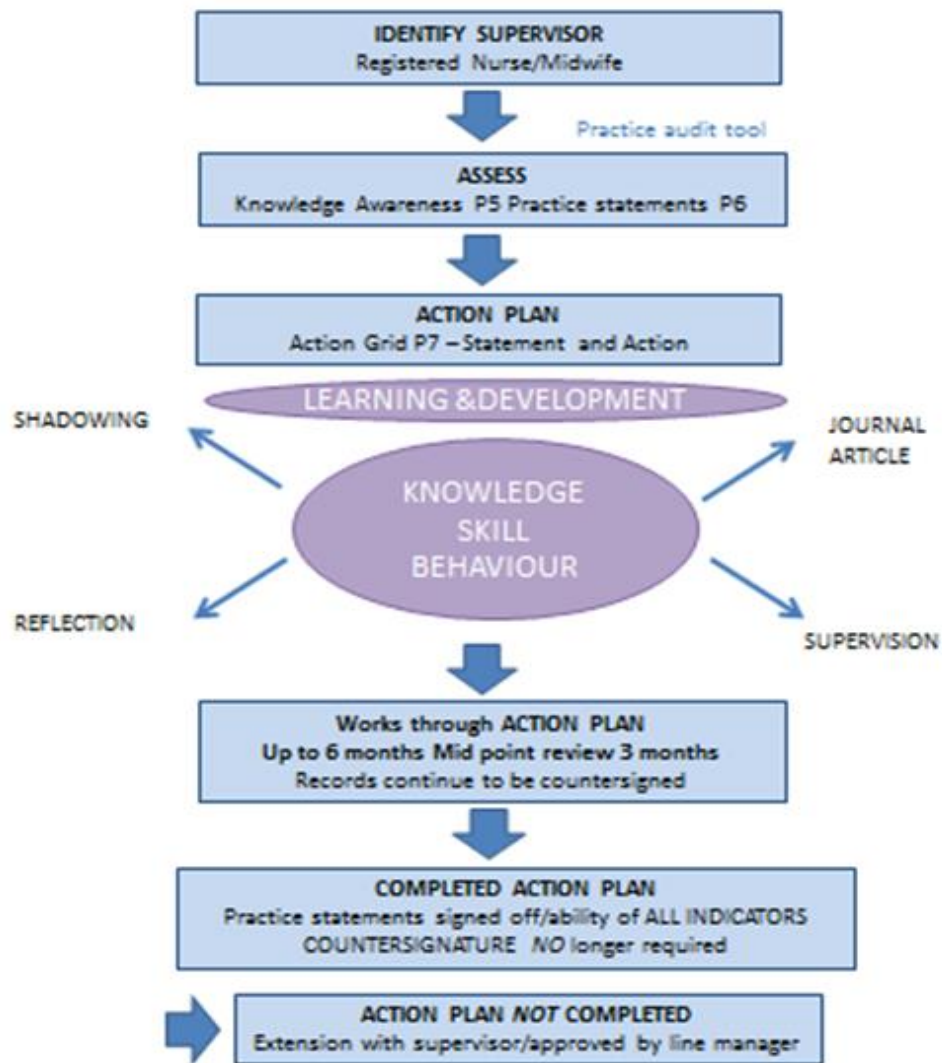 IDENTIFY SUPERVISOR
Registered Nurse/Midwife
Practice audit tool
ASSESS
Knowledge Awareness P5 Practice statements P6
ACTION PLAN
Action Grid P7 – Statement and Action
LEARNING &DEVELOPMENT
SHADOWING
JOURNAL
ARTICLE
KNOWLEDGE
SKILL
BEHAVIOUR
REFLECTION
SUPERVISION
Works through ACTION PLAN
Up to 6 months Mid point review 3 months
Records continue to be countersigned
COMPLETED ACTION PLAN
Practice statements signed off/ability of ALL INDICATORS
COUNTERSIGNATURE NO longer required
ACTION PLAN NOT COMPLETED
Extension with supervisor/approved by line manager